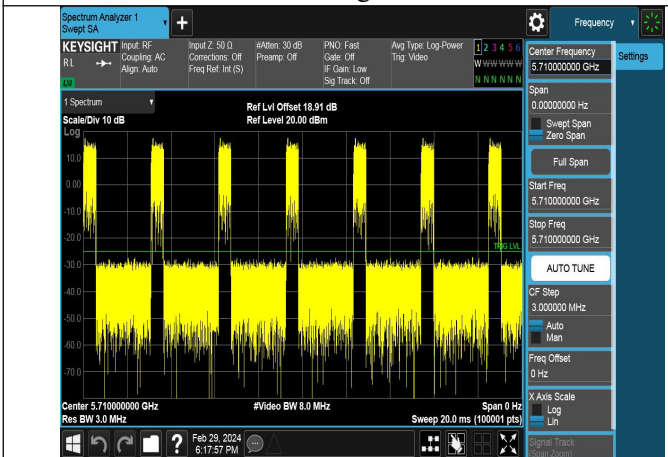 Spectrum Analyzer 1
Swept SA
Frequency
KEYSIGHT
RL
Input: RF
Coupling: AC
Align: Auto
Input Z: 50 Ω
Corrections: Off
Freq Ref: Int (S)
#Atten: 30 dB
Preamp: Off
PNO: Fast
Gate: Off
IF Gain: Low
Sig Track: Off
Avg Type: Log-Power
Trig: Video
1 2 3 4 5 6
W W W W W W
N N N N N N
Center Frequency
5.710000000 GHz
Settings
Span
0.00000000 Hz
Swept Span
Zero Span
Full Span
Start Freq
5.710000000 GHz
Stop Freq
5.710000000 GHz
AUTO TUNE
CF Step
3.000000 MHz
Auto
Man
Freq Offset
0 Hz
X Axis Scale
Log
Lin
Signal Track
(Span Zoom)
1 Spectrum
Scale/Div 10 dB
Ref Lvl Offset 18.91 dB
Ref Level 20.00 dBm
Log
10.0
0.00
-10.0
-20.0
TRIG LVL
-30.0
-40.0
-50.0
-60.0
-70.0
Center 5.710000000 GHz
#Video BW 8.0 MHz
Span 0 Hz
Res BW 3.0 MHz
Sweep 20.0 ms (100001 pts)
?
Feb 29, 2024
6:17:57 PM